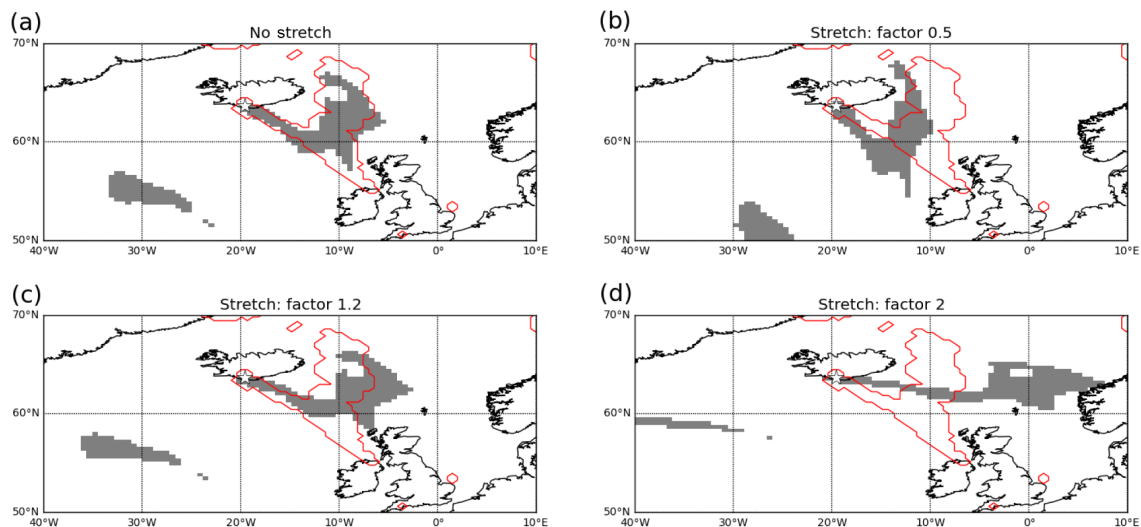 (a)
No stretch
70°N
60°N
50°N
40°W 30°W 20°W 10°W 0° 10°E
(b)
Stretch: factor 0.5
70°N
60°N
50°N
40°W 30°W 20°W 10°W 0° 10°E
(c)
Stretch: factor 1.2
70°N
60°N
50°N
40°W 30°W 20°W 10°W 0° 10°E
(d)
Stretch: factor 2
70°N
60°N
50°N
40°W 30°W 20°W 10°W 0° 10°E